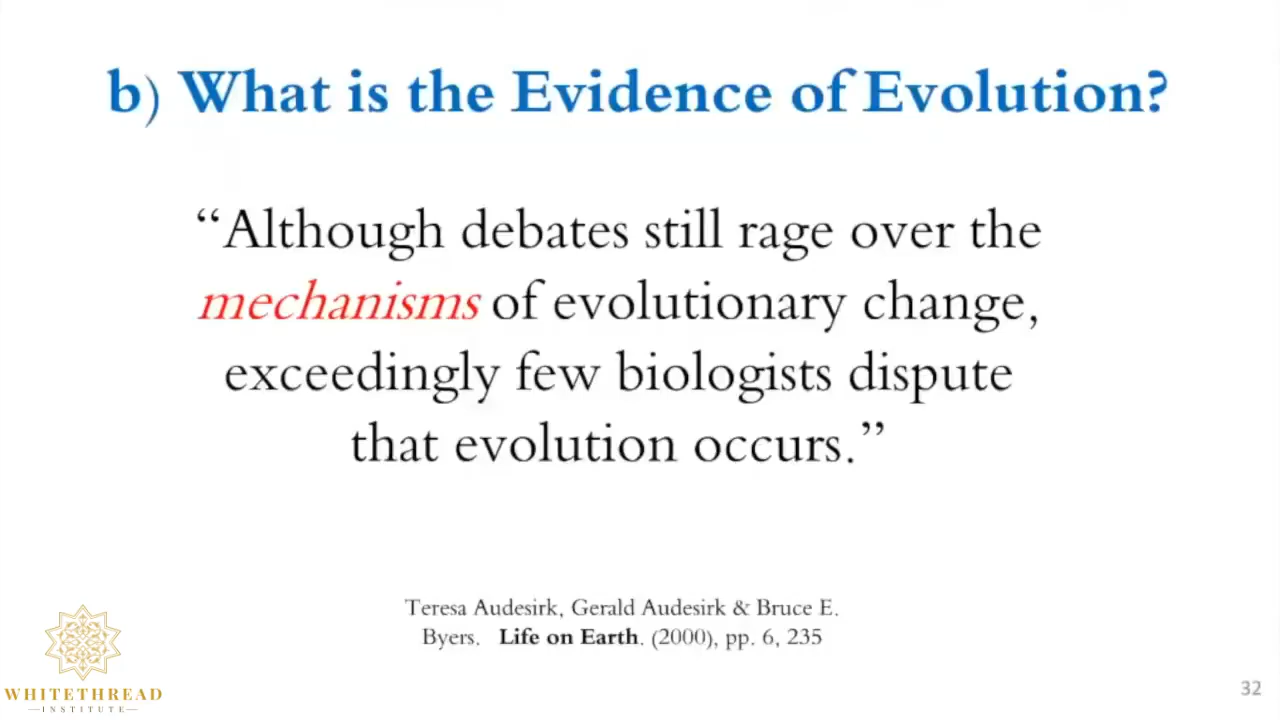 b) What is the Evidence of Evolution?
“Although debates still rage over the
mechanisms of evolutionary change,
exceedingly few biologists dispute
that evolution occurs.”
Teresa Audesirk, Gerald Audesirk & Bruce E.
Byers. Life on Earth. (2000), pp. 6, 235
WHITETHREAD
—INSTITUTE—
32